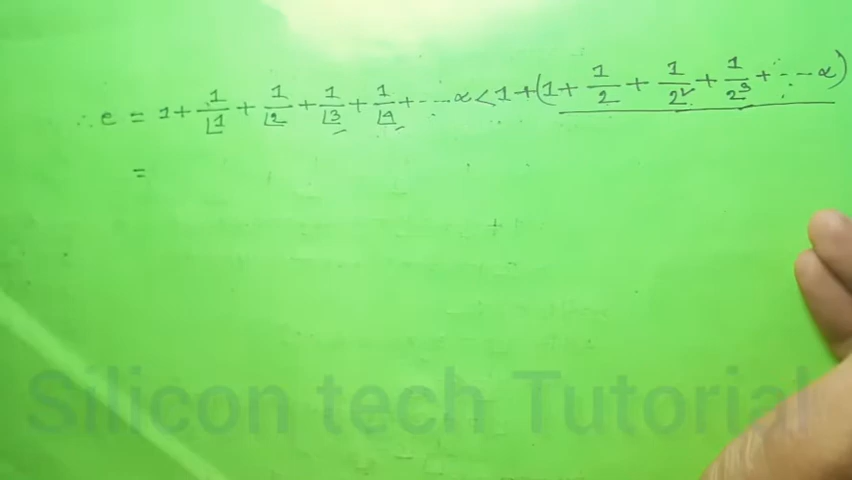 ∴ e = 1 + 1/⌊1 + 1/⌊2 + 1/⌊3 + 1/⌊4 + ---- ∝ < 1 + (1 + 1/2 + 1/2² + 1/2³ + ---- ∝)
=
Silicon tech Tutorial